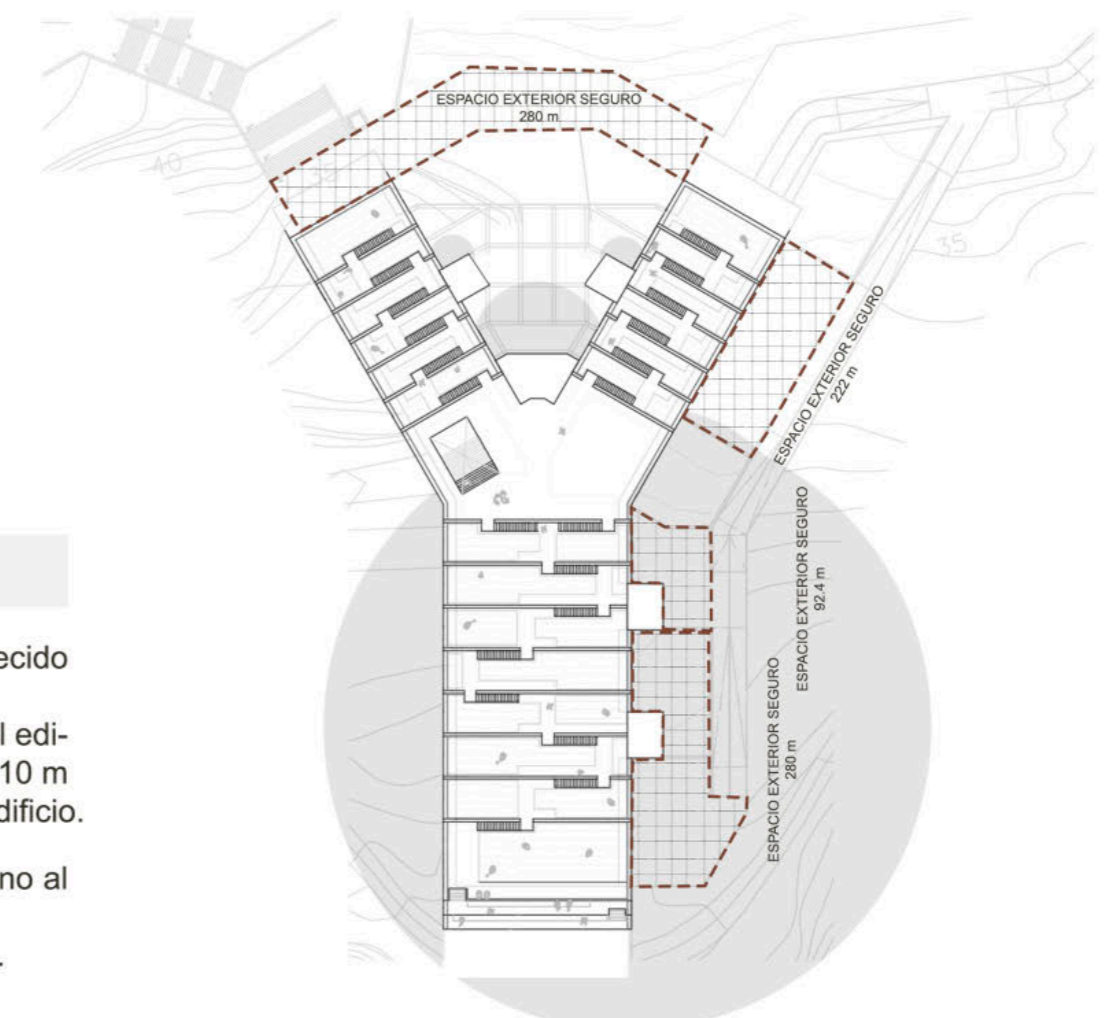 ecido
l edi-
10 m
dificio.
no al
.
ESPACIO EXTERIOR SEGURO
280 m
40
35
ESPACIO EXTERIOR SEGURO
222 m
ESPACIO EXTERIOR SEGURO
92.4 m
ESPACIO EXTERIOR SEGURO
280 m